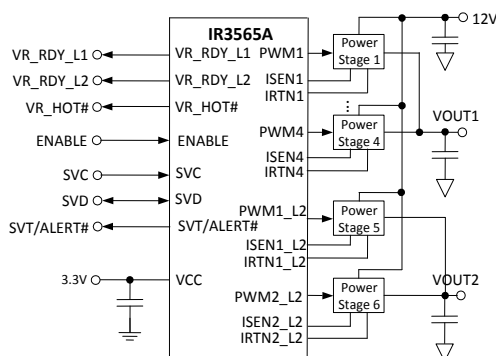 IR3565A
12V
VR_RDY_L1
VR_RDY_L1
PWM1
Power
Stage 1
VR_RDY_L2
VR_RDY_L2
ISEN1
IRTN1
VR_HOT#
VR_HOT#
ENABLE
ENABLE
PWM4
Power
Stage 4
VOUT1
ISEN4
IRTN4
SVC
SVC
SVD
SVD
PWM1_L2
Power
Stage 5
SVT/ALERT#
SVT/ALERT#
ISEN1_L2
IRTN1_L2
3.3V
VCC
PWM2_L2
Power
Stage 6
VOUT2
ISEN2_L2
IRTN2_L2